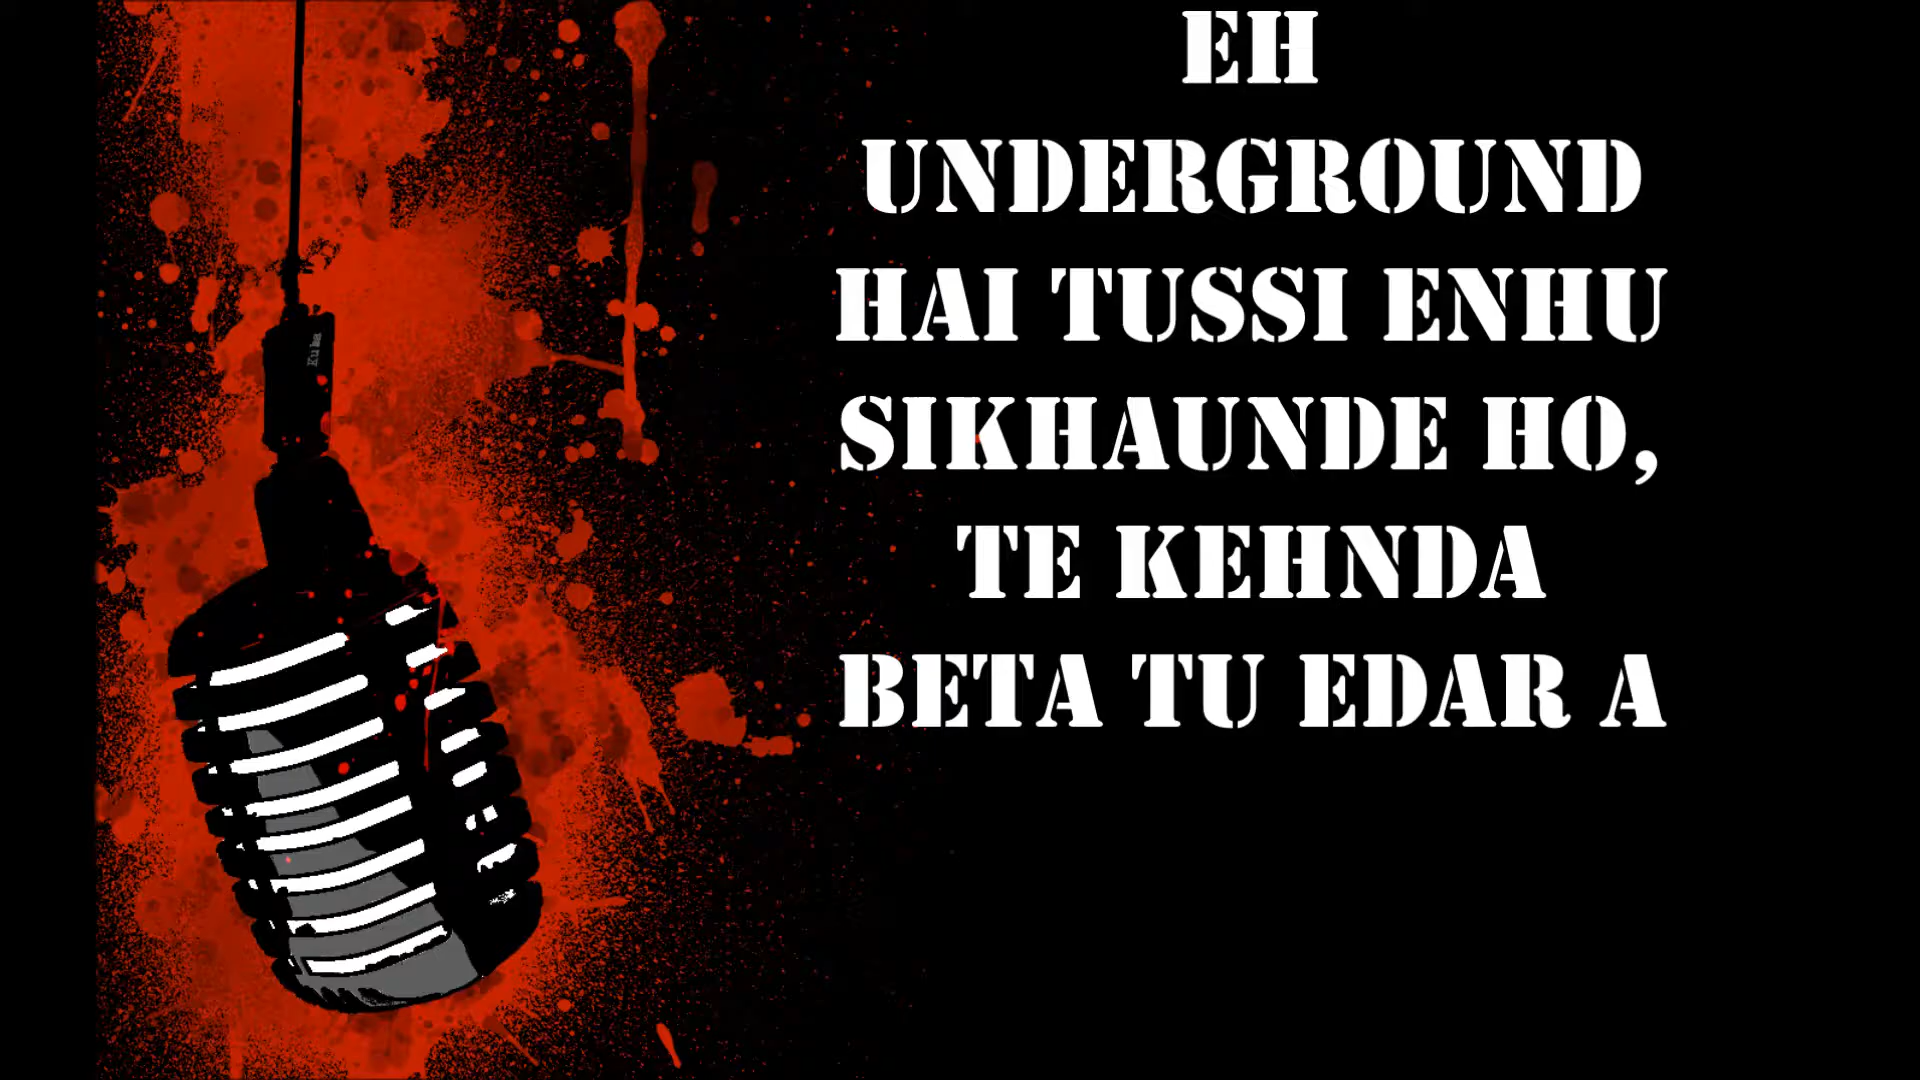 EH
UNDERGROUND
HAI TUSSI ENHU
SIKHAUNDE HO,
TE KEHNDA
BETA TU EDAR A